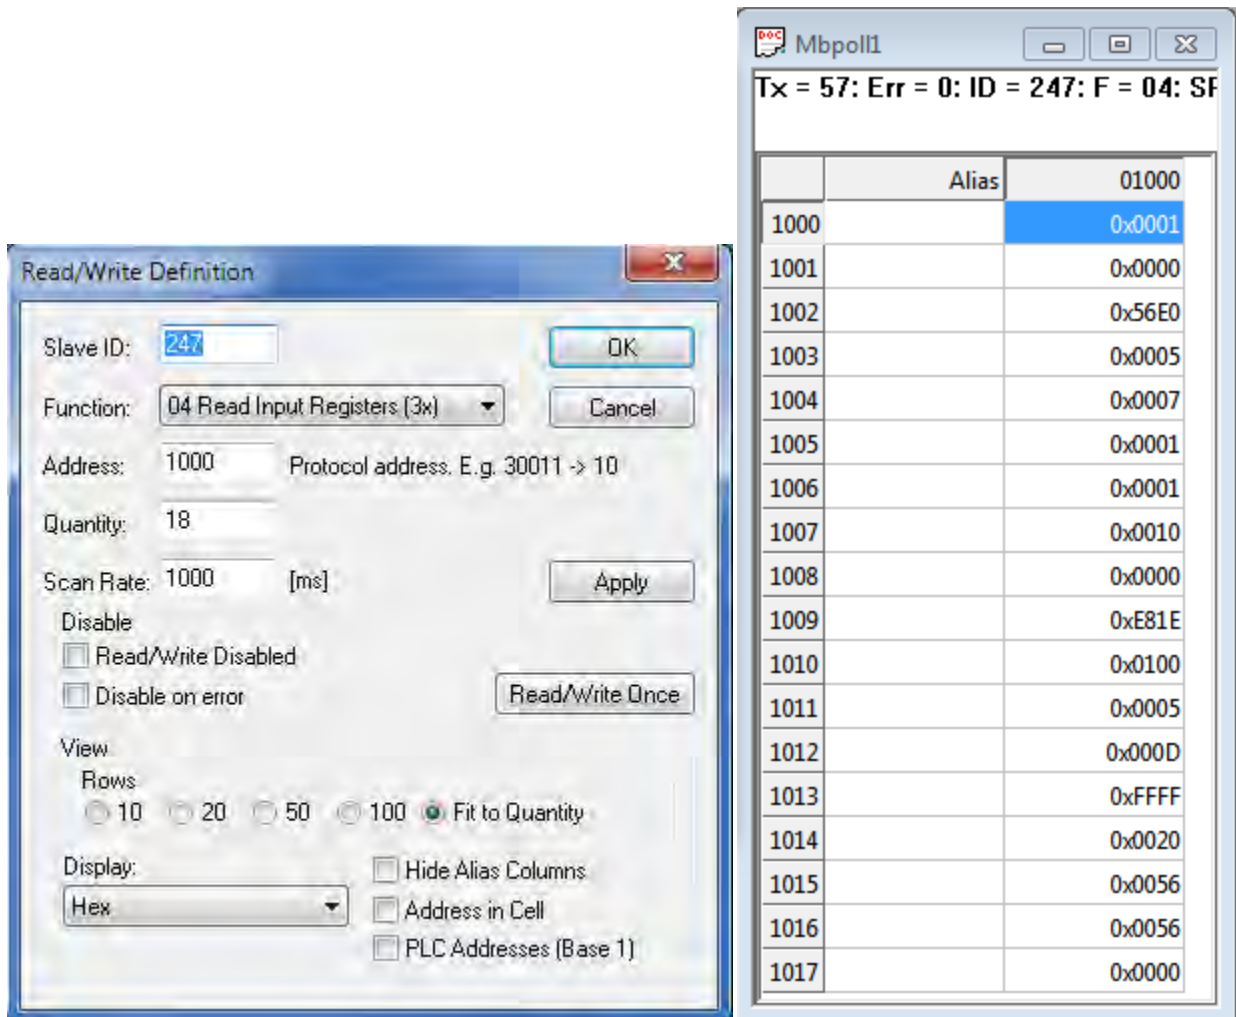 Read/Write Definition
Slave ID: 247 OK
Function: 04 Read Input Registers (3x) Cancel
Address: 1000 Protocol address. E.g. 30011 -> 10
Quantity: 18
Scan Rate: 1000 [ms] Apply
Disable
Read/Write Disabled
Disable on error Read/Write Once
View
Rows
10 20 50 100 Fit to Quantity
Display: Hide Alias Columns
Hex Address in Cell
PLC Addresses (Base 1)
DOC Mbpoll1
Tx = 57: Err = 0: ID = 247: F = 04: SR
Alias 01000
1000 0x0001
1001 0x0000
1002 0x56E0
1003 0x0005
1004 0x0007
1005 0x0001
1006 0x0001
1007 0x0010
1008 0x0000
1009 0xE81E
1010 0x0100
1011 0x0005
1012 0x000D
1013 0xFFFF
1014 0x0020
1015 0x0056
1016 0x0056
1017 0x0000